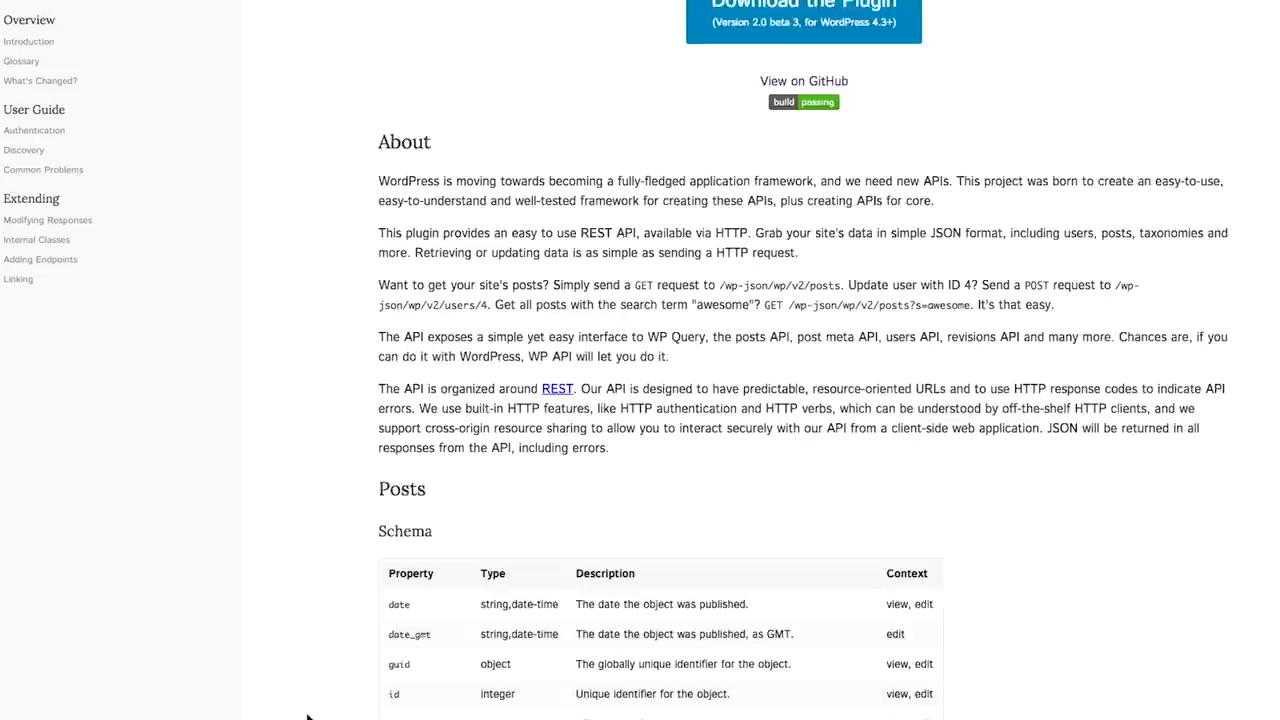 Overview
Introduction
Glossary
What's Changed?
User Guide
Authentication
Discovery
Common Problems
Extending
Modifying Responses
Internal Classes
Adding Endpoints
Linking
Download the Plugin
(Version 2.0 beta 3, for WordPress 4.3+)
View on GitHub
build passing
About
WordPress is moving towards becoming a fully-fledged application framework, and we need new APIs. This project was born to create an easy-to-use,
easy-to-understand and well-tested framework for creating these APIs, plus creating APIs for core.
This plugin provides an easy to use REST API, available via HTTP. Grab your site's data in simple JSON format, including users, posts, taxonomies and
more. Retrieving or updating data is as simple as sending a HTTP request.
Want to get your site's posts? Simply send a GET request to /wp-json/wp/v2/posts. Update user with ID 4? Send a POST request to /wp-
json/wp/v2/users/4. Get all posts with the search term "awesome"? GET /wp-json/wp/v2/posts?s=awesome. It's that easy.
The API exposes a simple yet easy interface to WP Query, the posts API, post meta API, users API, revisions API and many more. Chances are, if you
can do it with WordPress, WP API will let you do it.
The API is organized around REST. Our API is designed to have predictable, resource-oriented URLs and to use HTTP response codes to indicate API
errors. We use built-in HTTP features, like HTTP authentication and HTTP verbs, which can be understood by off-the-shelf HTTP clients, and we
support cross-origin resource sharing to allow you to interact securely with our API from a client-side web application. JSON will be returned in all
responses from the API, including errors.
Posts
Schema
Property Type Description Context
date string,date-time The date the object was published. view, edit
date_gmt string,date-time The date the object was published, as GMT. edit
guid object The globally unique identifier for the object. view, edit
id integer Unique identifier for the object. view, edit